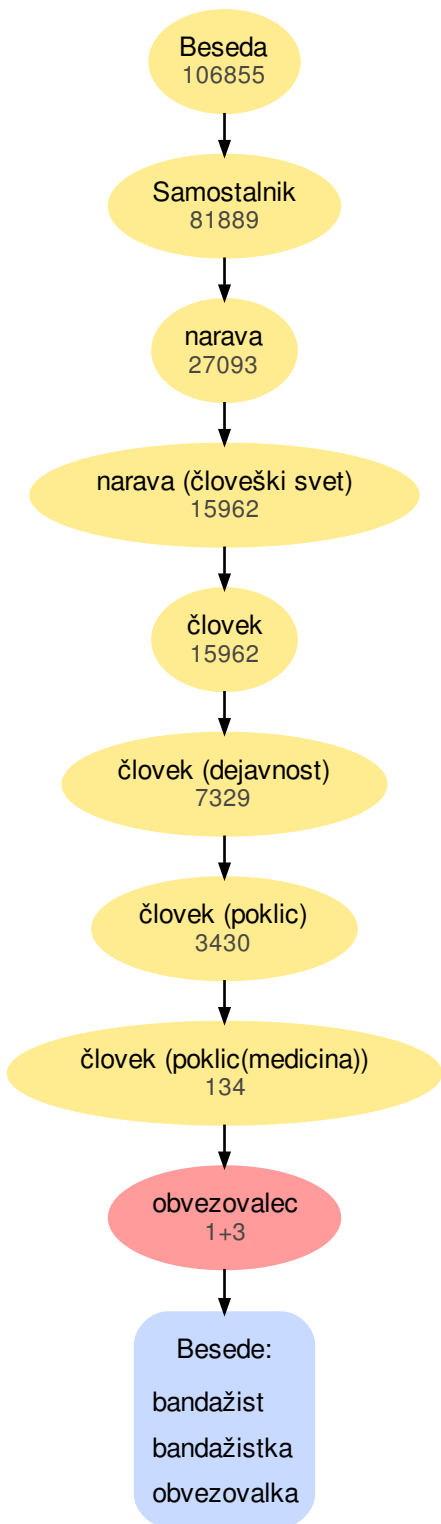 Beseda
106855
Samostalnik
81889
narava
27093
narava (človeški svet)
15962
človek
15962
človek (dejavnost)
7329
človek (poklic)
3430
človek (poklic(medicina))
134
obvezovalec
1+3
Besede:
bandažist
bandažistka
obvezovalka